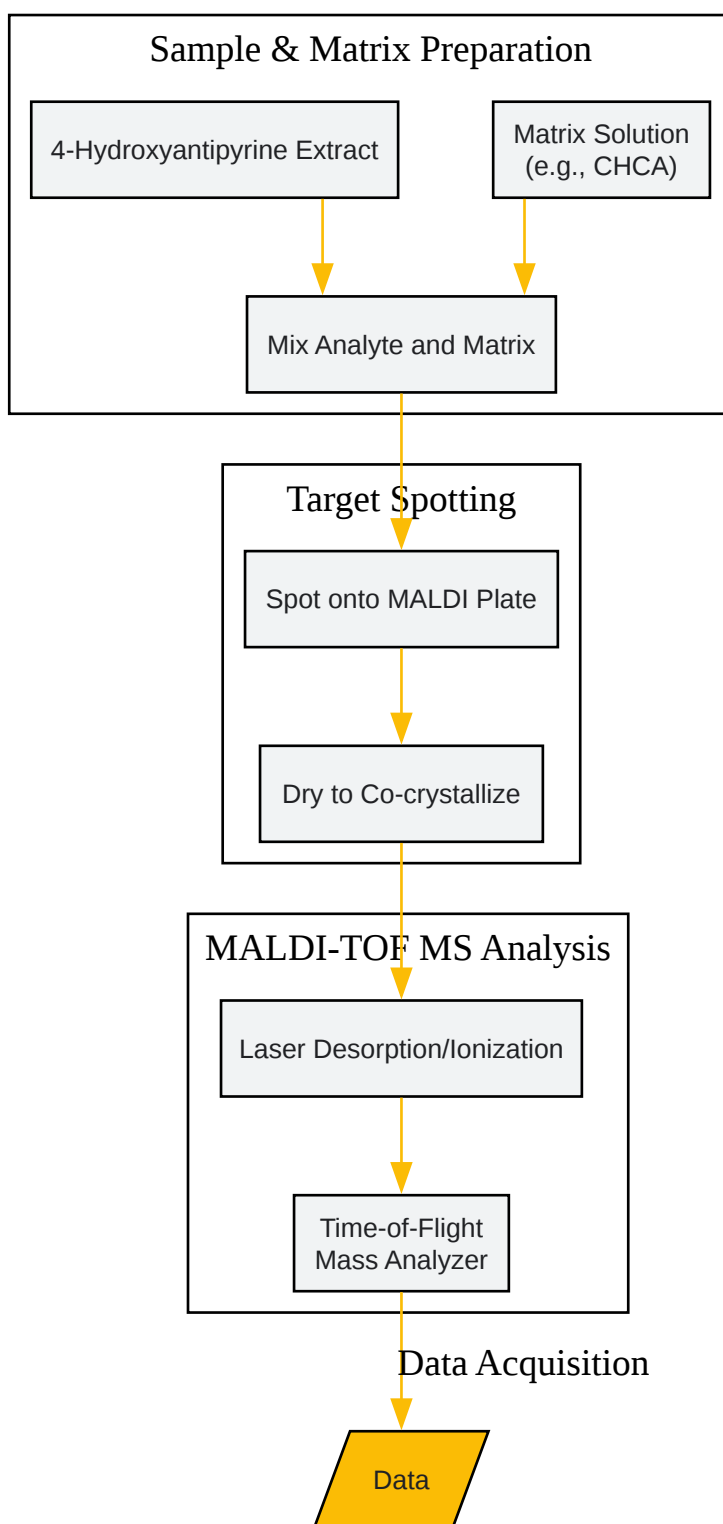 Sample & Matrix Preparation
4-Hydroxyantipyrine Extract
Matrix Solution
(e.g., CHCA)
Mix Analyte and Matrix
Target Spotting
Spot onto MALDI Plate
Dry to Co-crystallize
MALDI-TOF MS Analysis
Laser Desorption/Ionization
Time-of-Flight
Mass Analyzer
Data Acquisition
Data